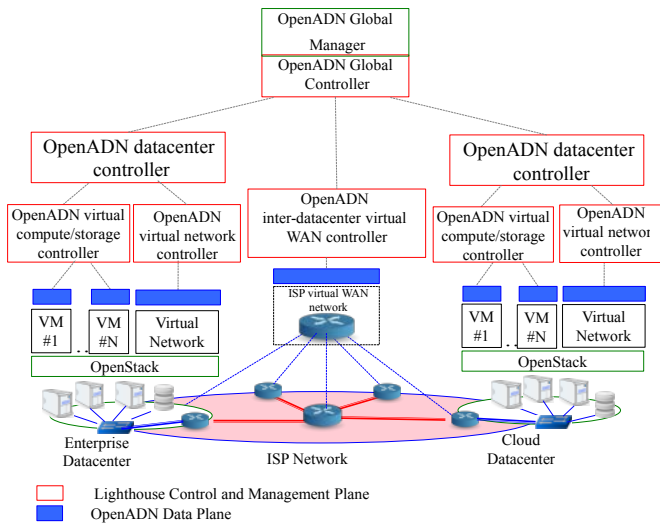 OpenADN Global
Manager
OpenADN Global
Controller
OpenADN datacenter
controller
OpenADN datacenter
controller
OpenADN virtual
compute/storage
controller
OpenADN
virtual network
controller
OpenADN
inter-datacenter virtual
WAN controller
OpenADN virtual
compute/storage
controller
OpenADN
virtual networ
controller
ISP virtual WAN
network
VM
#1
..
VM
#N
Virtual
Network
OpenStack
VM
#1
..
VM
#N
Virtual
Network
OpenStack
Enterprise
Datacenter
ISP Network
Cloud
Datacenter
Lighthouse Control and Management Plane
OpenADN Data Plane